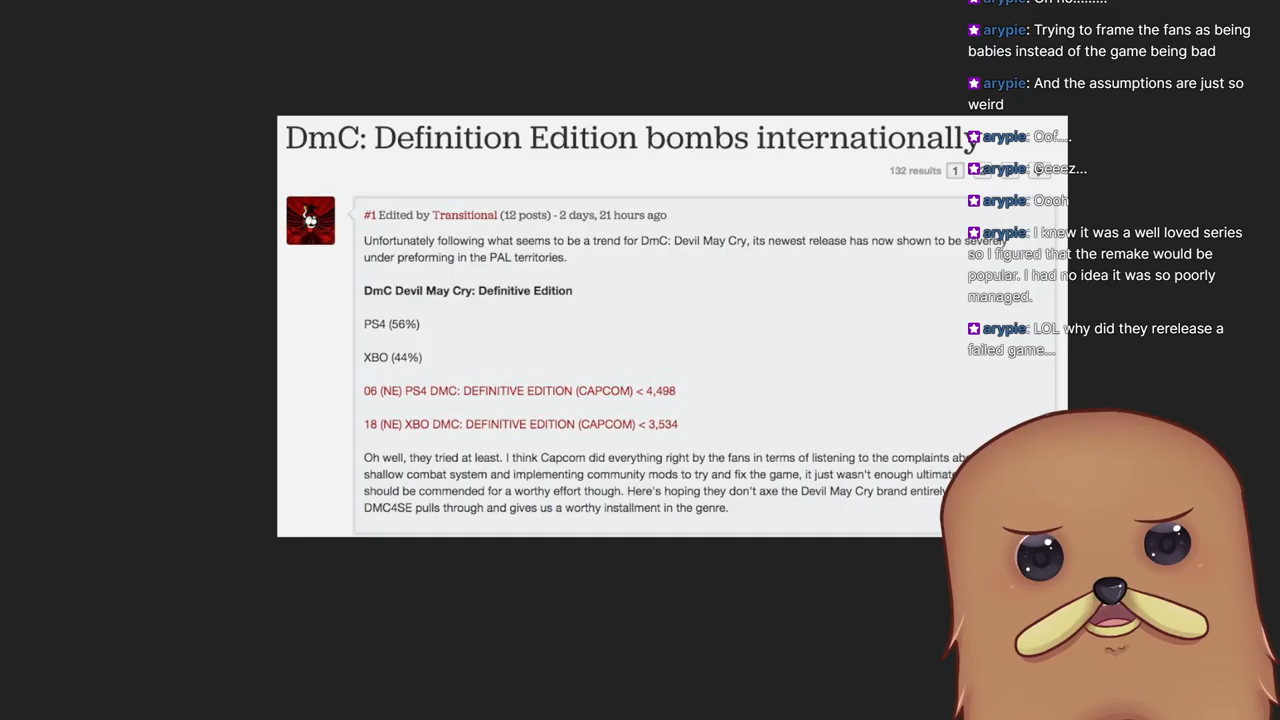 DmC: Definition Edition bombs internationally
132 results 1
#1 Edited by Transitional (12 posts) - 2 days, 21 hours ago
Unfortunately following what seems to be a trend for DmC: Devil May Cry, its newest release has now shown to be severely
under preforming in the PAL territories.
DmC Devil May Cry: Definitive Edition
PS4 (56%)
XBO (44%)
06 (NE) PS4 DMC: DEFINITIVE EDITION (CAPCOM) < 4,498
18 (NE) XBO DMC: DEFINITIVE EDITION (CAPCOM) < 3,534
Oh well, they tried at least. I think Capcom did everything right by the fans in terms of listening to the complaints
shallow combat system and implementing community mods to try and fix the game, it just wasn't enough
should be commended for a worthy effort though. Here's hoping they don't axe the Devil May Cry brand entirely
DMC4SE pulls through and gives us a worthy installment in the genre.
arypie: Oh no.........
arypie: Trying to frame the fans as being
babies instead of the game being bad
arypie: And the assumptions are just so
weird
arypie: Oof....
arypie: Geeez...
arypie: Oooh
arypie: I knew it was a well loved series
so I figured that the remake would be
popular. I had no idea it was so poorly
managed.
arypie: LOL why did they rerelease a
failed game...